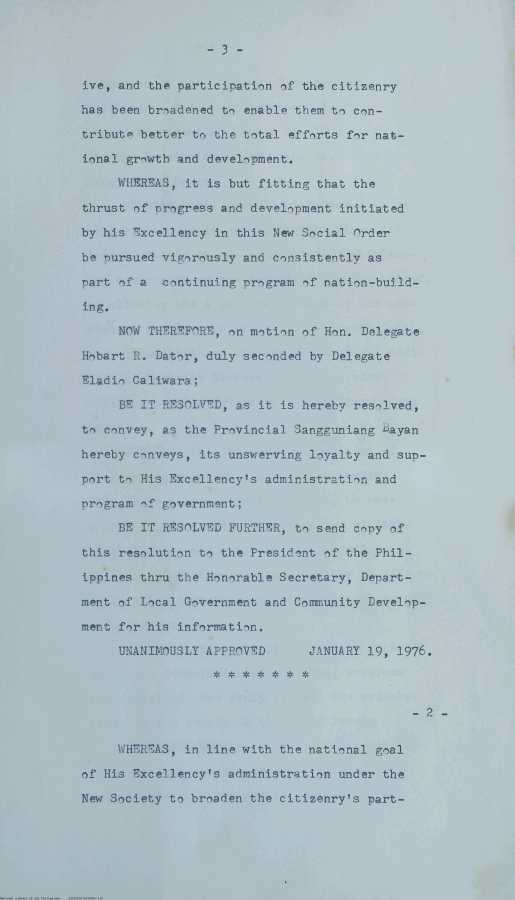 - 3 -
ive, and the participation of the citizenry
has been broadened to enable them to con-
tribute better to the total efforts for nat-
ional growth and development.
WHEREAS, it is but fitting that the
thrust of progress and development initiated
by his Excellency in this New Social Order
be pursued vigorously and consistently as
part of a continuing program of nation-build-
ing.
NOW THEREFORE, on motion of Hon. Delegate
Hobart R. Dator, duly seconded by Delegate
Eladio Caliwara;
BE IT RESOLVED, as it is hereby resolved,
to convey, as the Provincial Sangguniang Bayan
hereby conveys, its unswerving loyalty and sup-
port to His Excellency's administration and
program of government;
BE IT RESOLVED FURTHER, to send copy of
this resolution to the President of the Phil-
ippines thru the Honorable Secretary, Depart-
ment of Local Government and Community Develop-
ment for his information.
UNANIMOUSLY APPROVED JANUARY 19, 1976.
* * * * * * *
- 2 -
WHEREAS, in line with the national goal
of His Excellency's administration under the
New Society to broaden the citizenry's part-